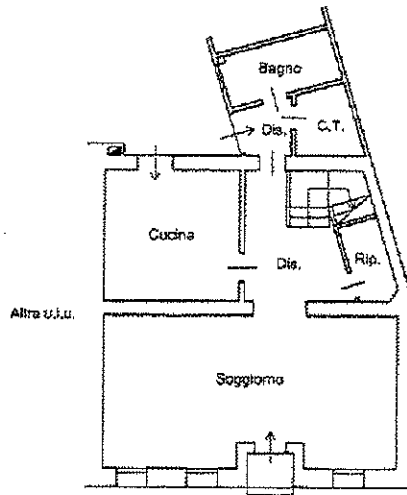 Bagno
Dis.
C.T.
Cucina
Dis.
Rip.
Altra u.i.u.
Soggiorno